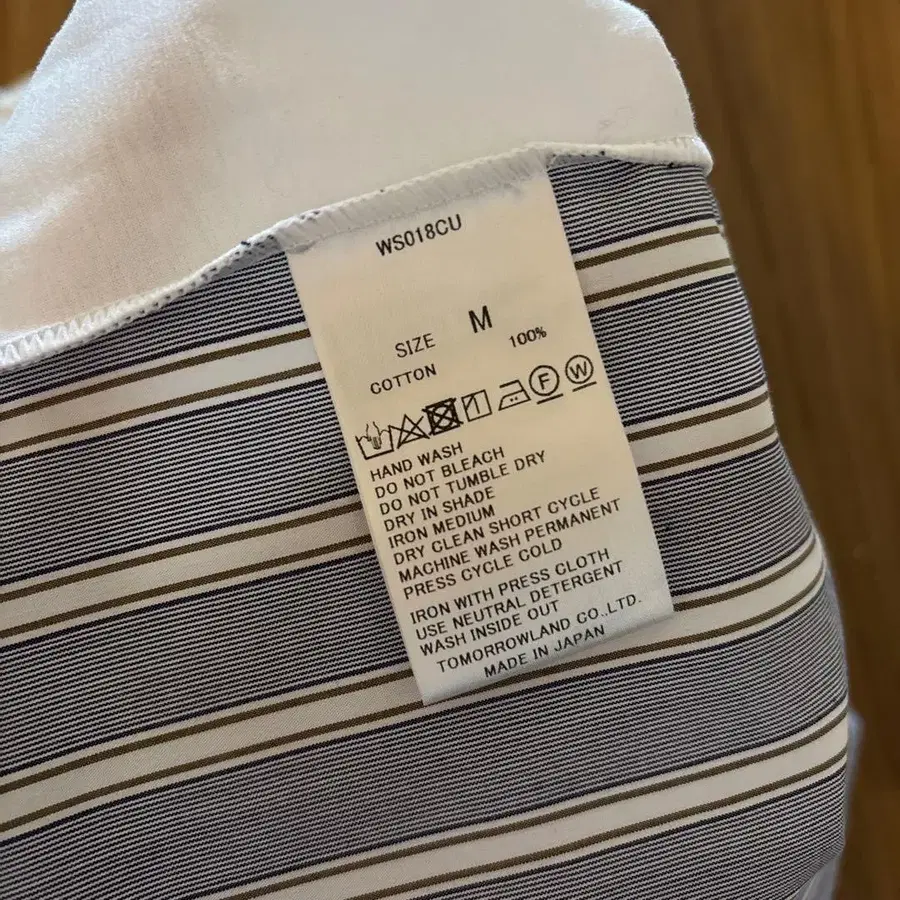 WS018CU
SIZE M
COTTON 100%
F W
HAND WASH
DO NOT BLEACH
DO NOT TUMBLE DRY
DRY IN SHADE
IRON MEDIUM
DRY CLEAN SHORT CYCLE
MACHINE WASH PERMANENT
PRESS CYCLE COLD
IRON WITH PRESS CLOTH
USE NEUTRAL DETERGENT
WASH INSIDE OUT
TOMORROWLAND CO.,LTD.
MADE IN JAPAN